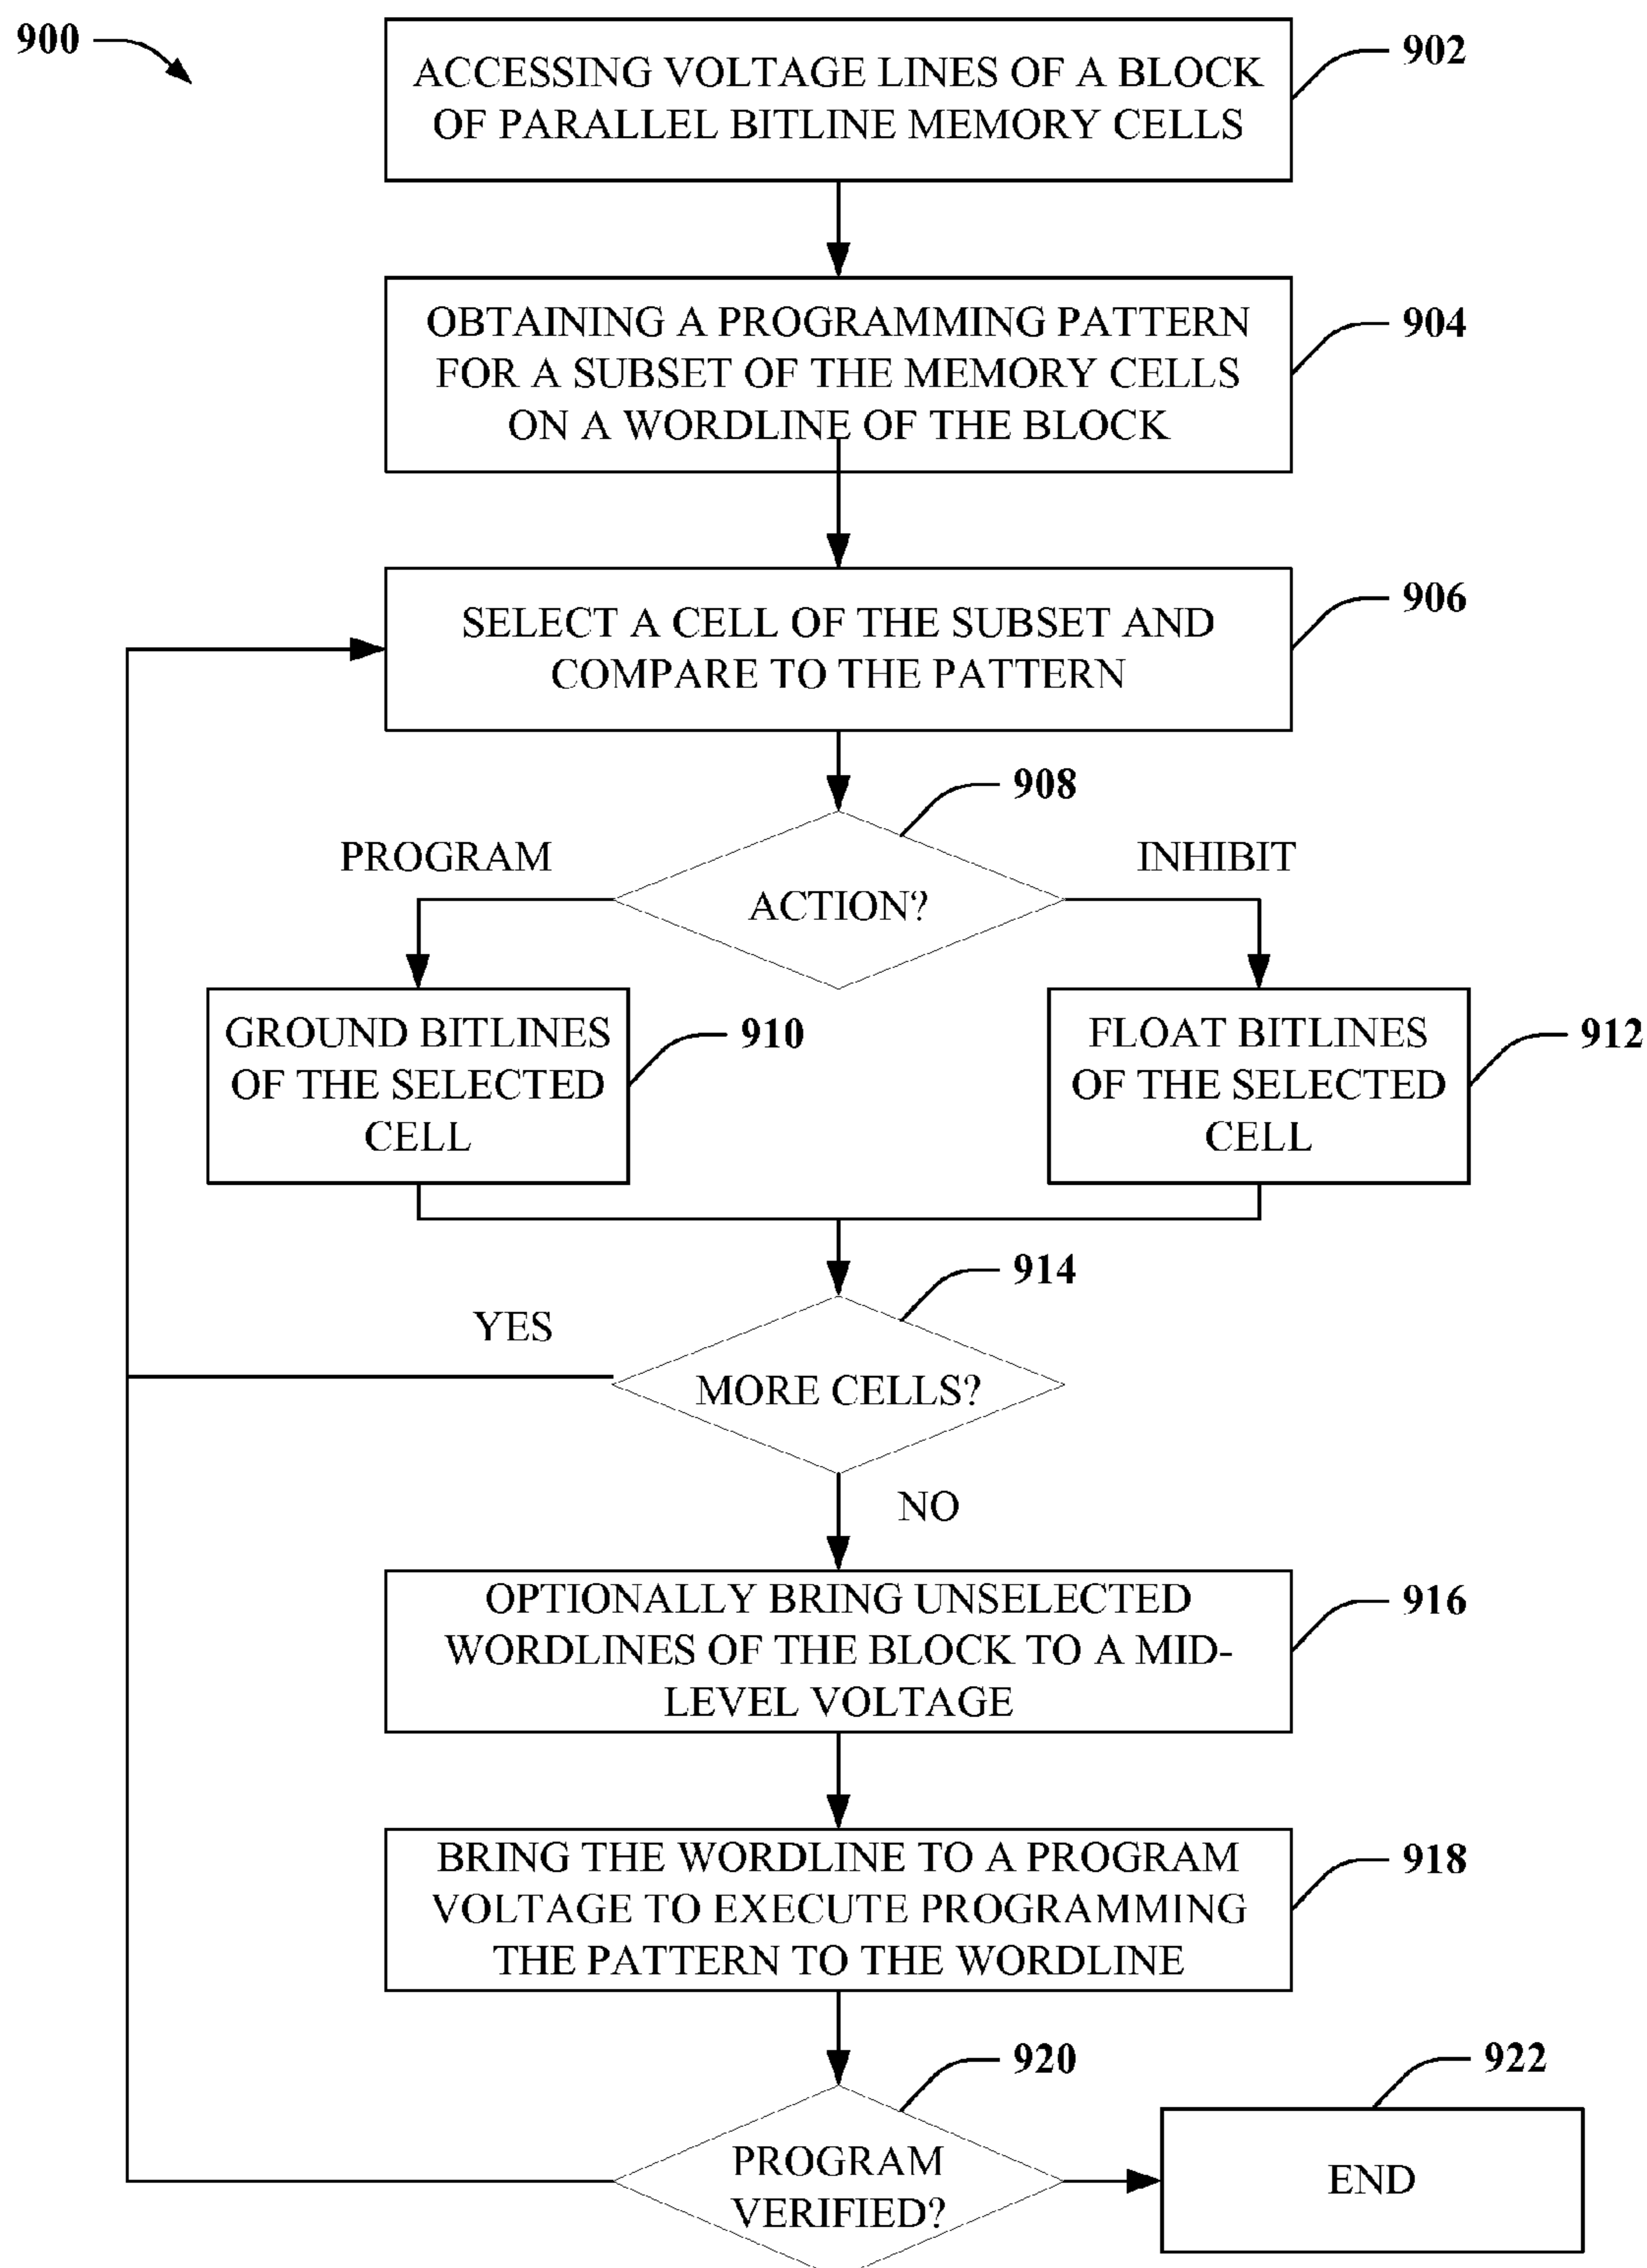 900
902
ACCESSING VOLTAGE LINES OF A BLOCK
OF PARALLEL BITLINE MEMORY CELLS
904
OBTAINING A PROGRAMMING PATTERN
FOR A SUBSET OF THE MEMORY CELLS
ON A WORDLINE OF THE BLOCK
906
SELECT A CELL OF THE SUBSET AND
COMPARE TO THE PATTERN
908
PROGRAM
INHIBIT
ACTION?
GROUND BITLINES
OF THE SELECTED
CELL
910
FLOAT BITLINES
OF THE SELECTED
CELL
912
914
YES
MORE CELLS?
NO
916
OPTIONALLY BRING UNSELECTED
WORDLINES OF THE BLOCK TO A MID-
LEVEL VOLTAGE
918
BRING THE WORDLINE TO A PROGRAM
VOLTAGE TO EXECUTE PROGRAMMING
THE PATTERN TO THE WORDLINE
920
PROGRAM
VERIFIED?
922
END